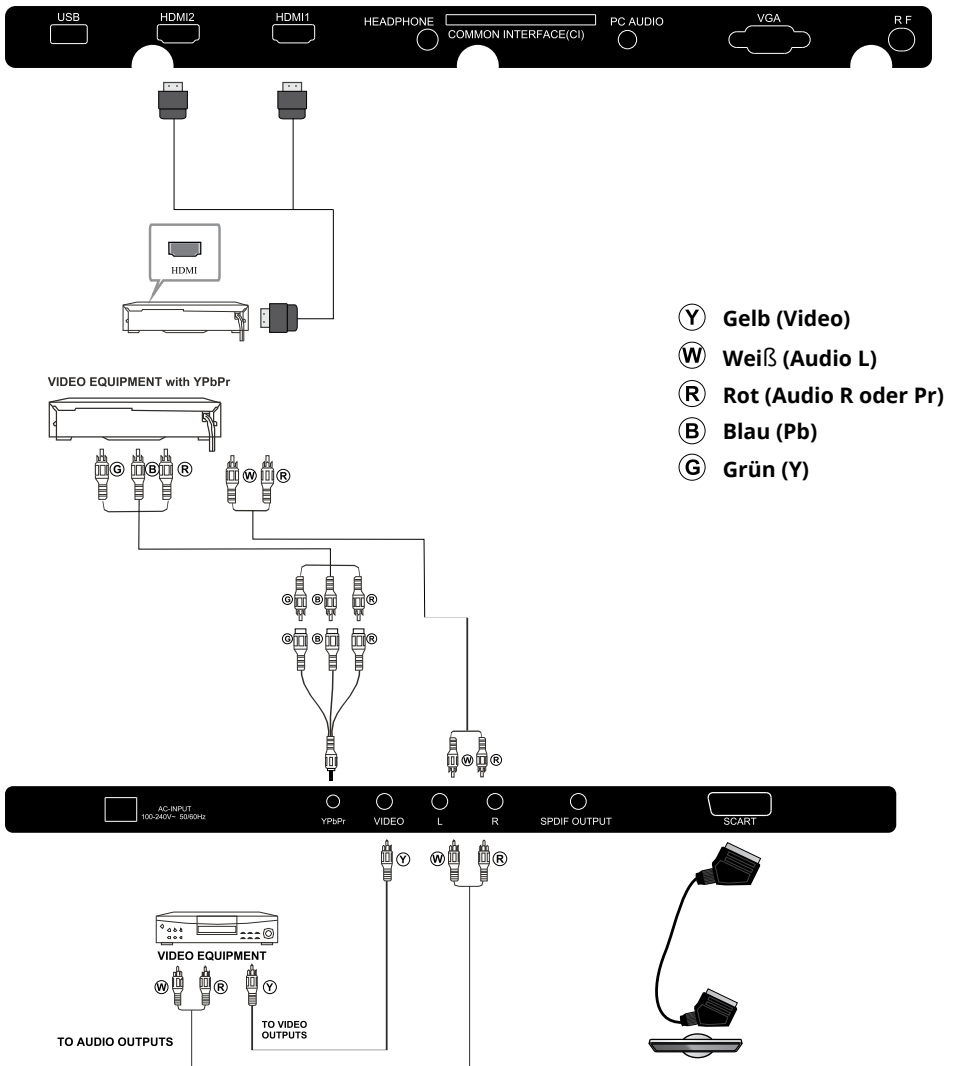 USB
HDMI2
HDMI1
HEADPHONE
COMMON INTERFACE(CI)
PC AUDIO
VGA
R F
HDMI
Y Gelb (Video)
W Weiß (Audio L)
R Rot (Audio R oder Pr)
B Blau (Pb)
G Grün (Y)
VIDEO EQUIPMENT with YPbPr
G B R W R
G B R
G B R
W R
AC-INPUT
100-240V~ 50/60Hz
YPbPr
VIDEO
L
R
SPDIF OUTPUT
SCART
Y W R
VIDEO EQUIPMENT
W R Y
TO AUDIO OUTPUTS
TO VIDEO
OUTPUTS